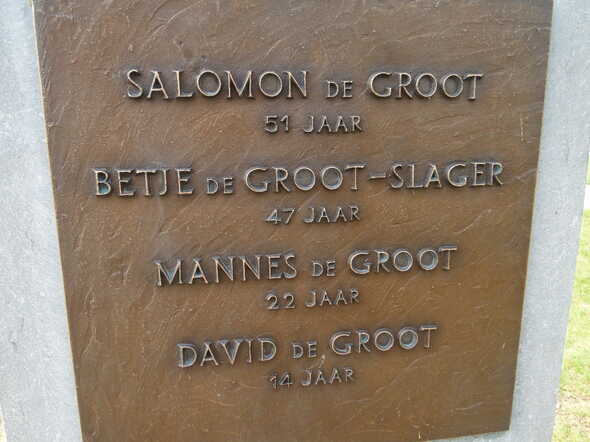 SALOMON DE GROOT
51 JAAR
BETJE DE GROOT-SLAGER
47 JAAR
MANNES DE GROOT
22 JAAR
DAVID DE GROOT
14 JAAR